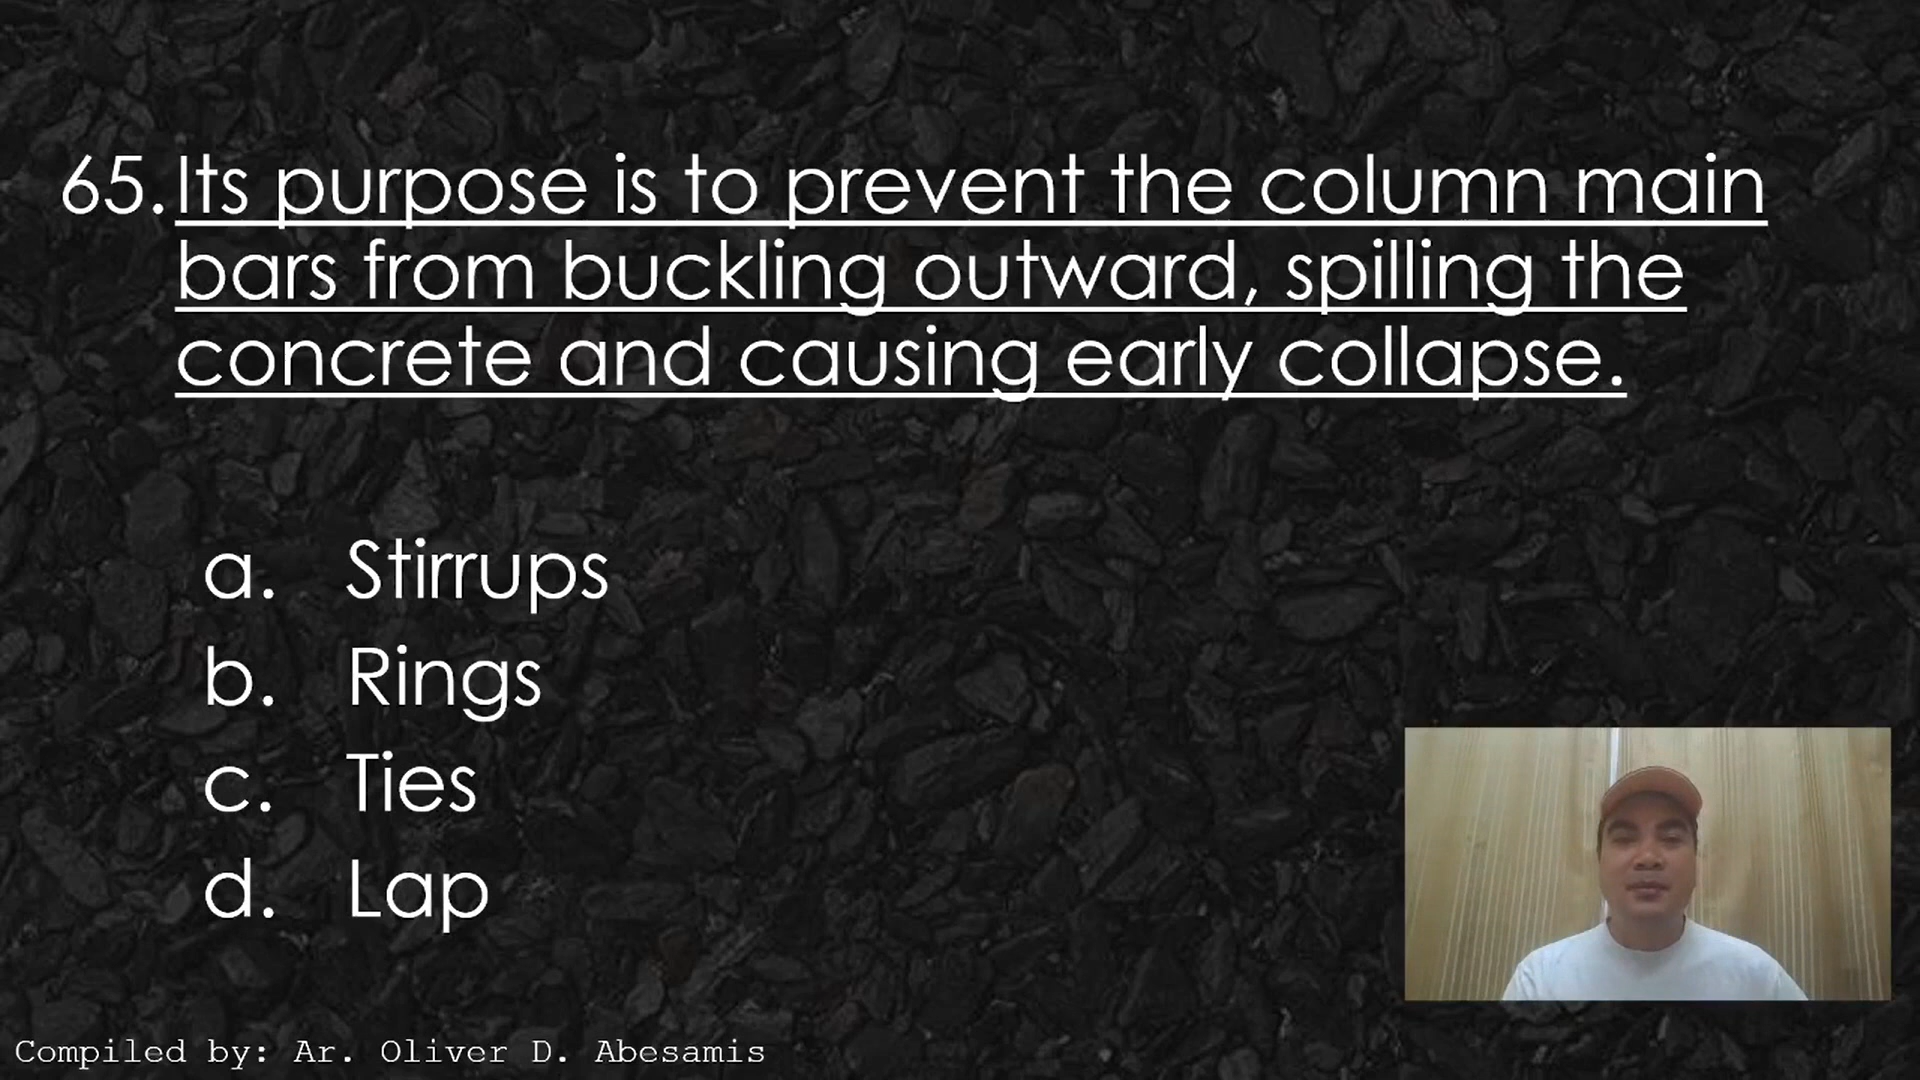 65. Its purpose is to prevent the column main
bars from buckling outward, spilling the
concrete and causing early collapse.
a. Stirrups
b. Rings
c. Ties
d. Lap
Compiled by: Ar. Oliver D. Abesamis